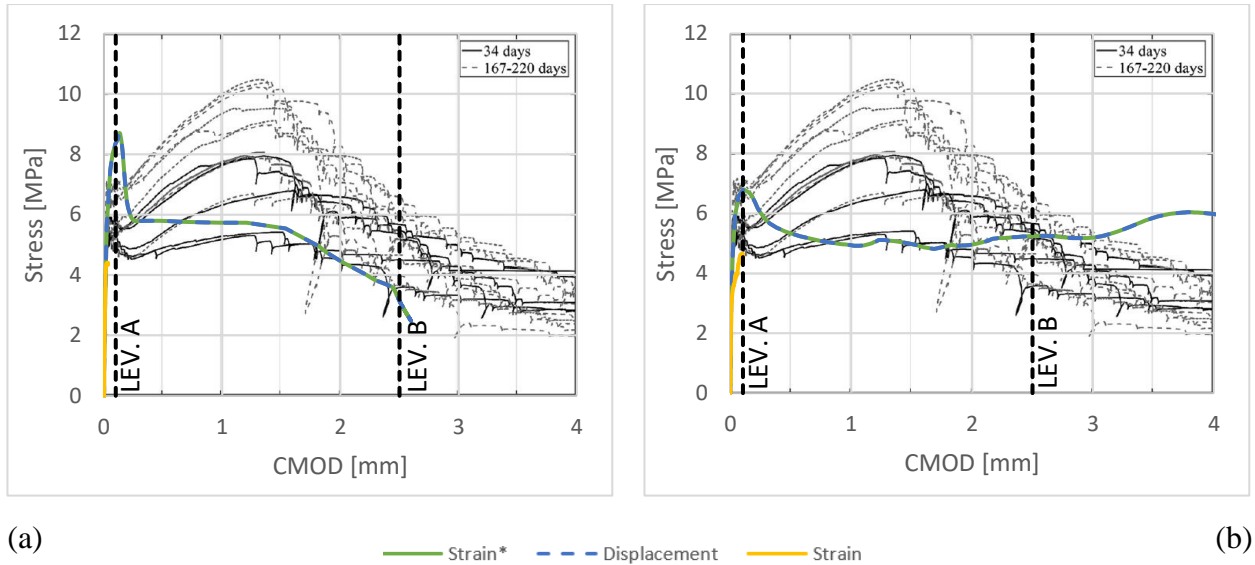 12
10
8
6
4
2
0
Stress [MPa]
34 days
167-220 days
LEV. A
LEV. B
0 1 2 3 4
CMOD [mm]
12
10
8
6
4
2
0
Stress [MPa]
34 days
167-220 days
LEV. A
LEV. B
0 1 2 3 4
CMOD [mm]
(a)
(b)
Strain* Displacement Strain